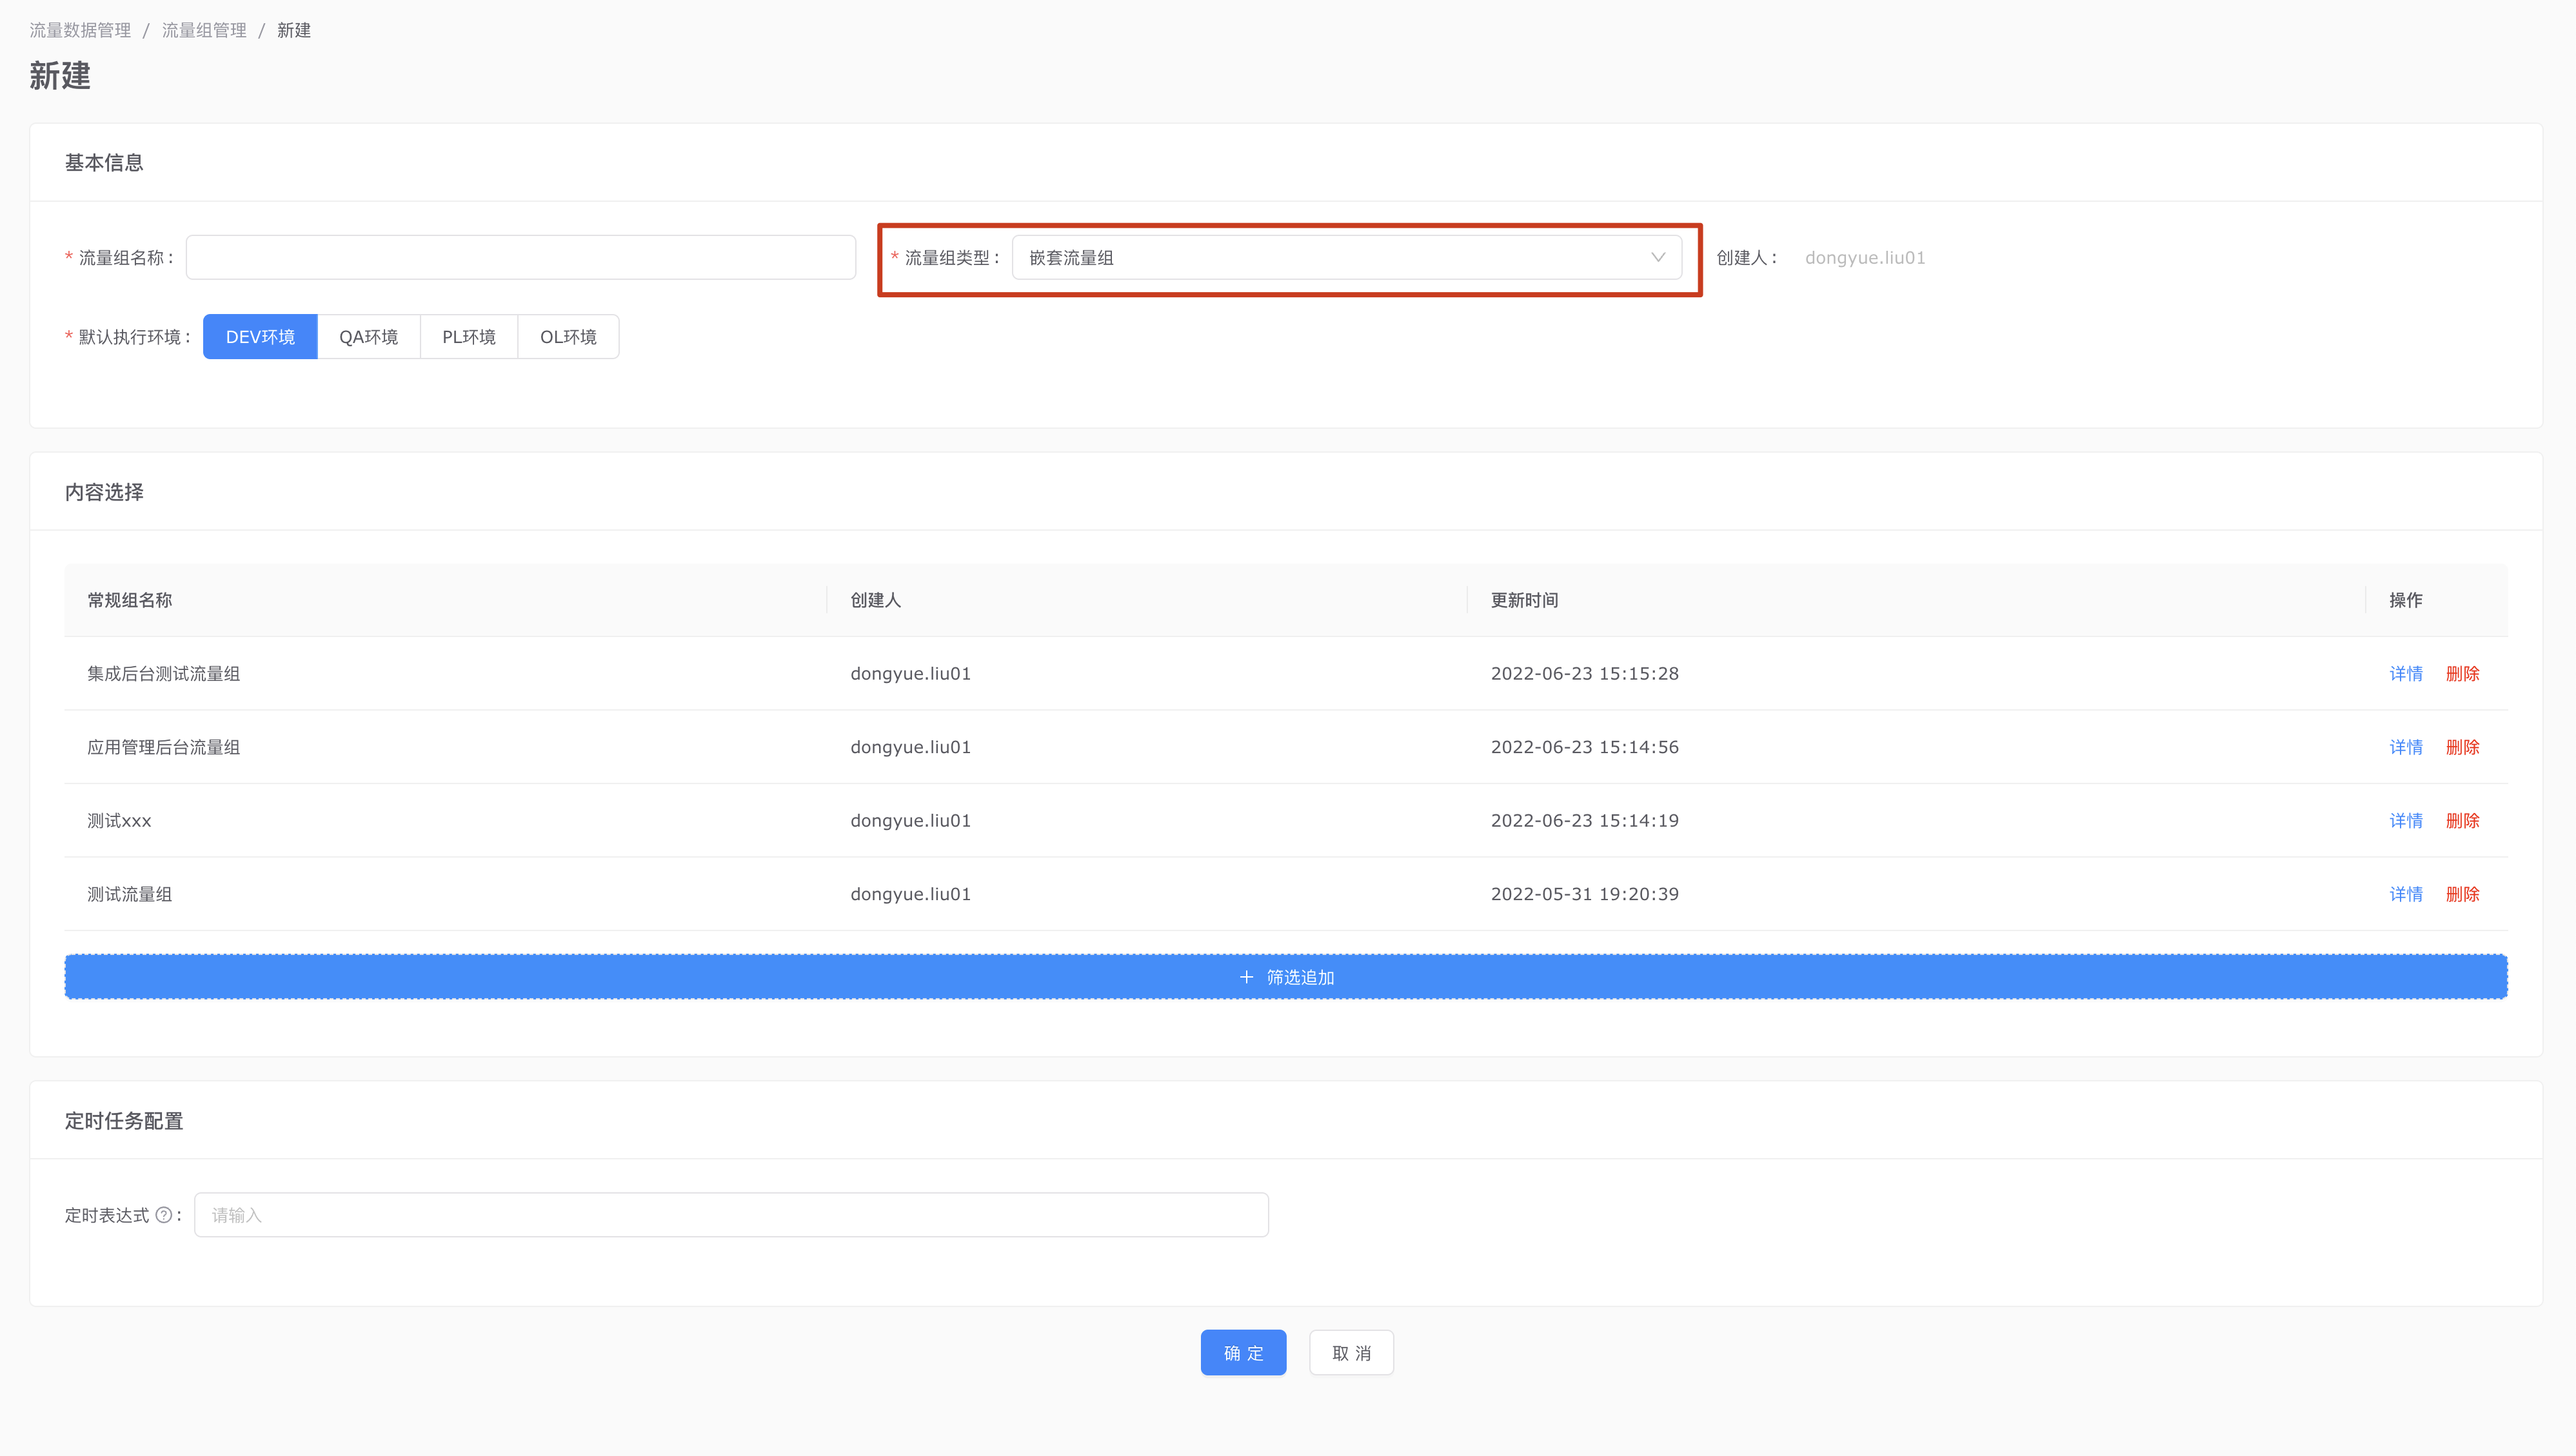 流量数据管理 / 流量组管理 / 新建
新建
基本信息
* 流量组名称 :
* 流量组类型 : 嵌套流量组
创建人 : dongyue.liu01
* 默认执行环境 : DEV环境 QA环境 PL环境 OL环境
内容选择
常规组名称 创建人 更新时间 操作
集成后台测试流量组 dongyue.liu01 2022-06-23 15:15:28 详情 删除
应用管理后台流量组 dongyue.liu01 2022-06-23 15:14:56 详情 删除
测试xxx dongyue.liu01 2022-06-23 15:14:19 详情 删除
测试流量组 dongyue.liu01 2022-05-31 19:20:39 详情 删除
+ 筛选追加
定时任务配置
定时表达式 ? : 请输入
确 定 取 消